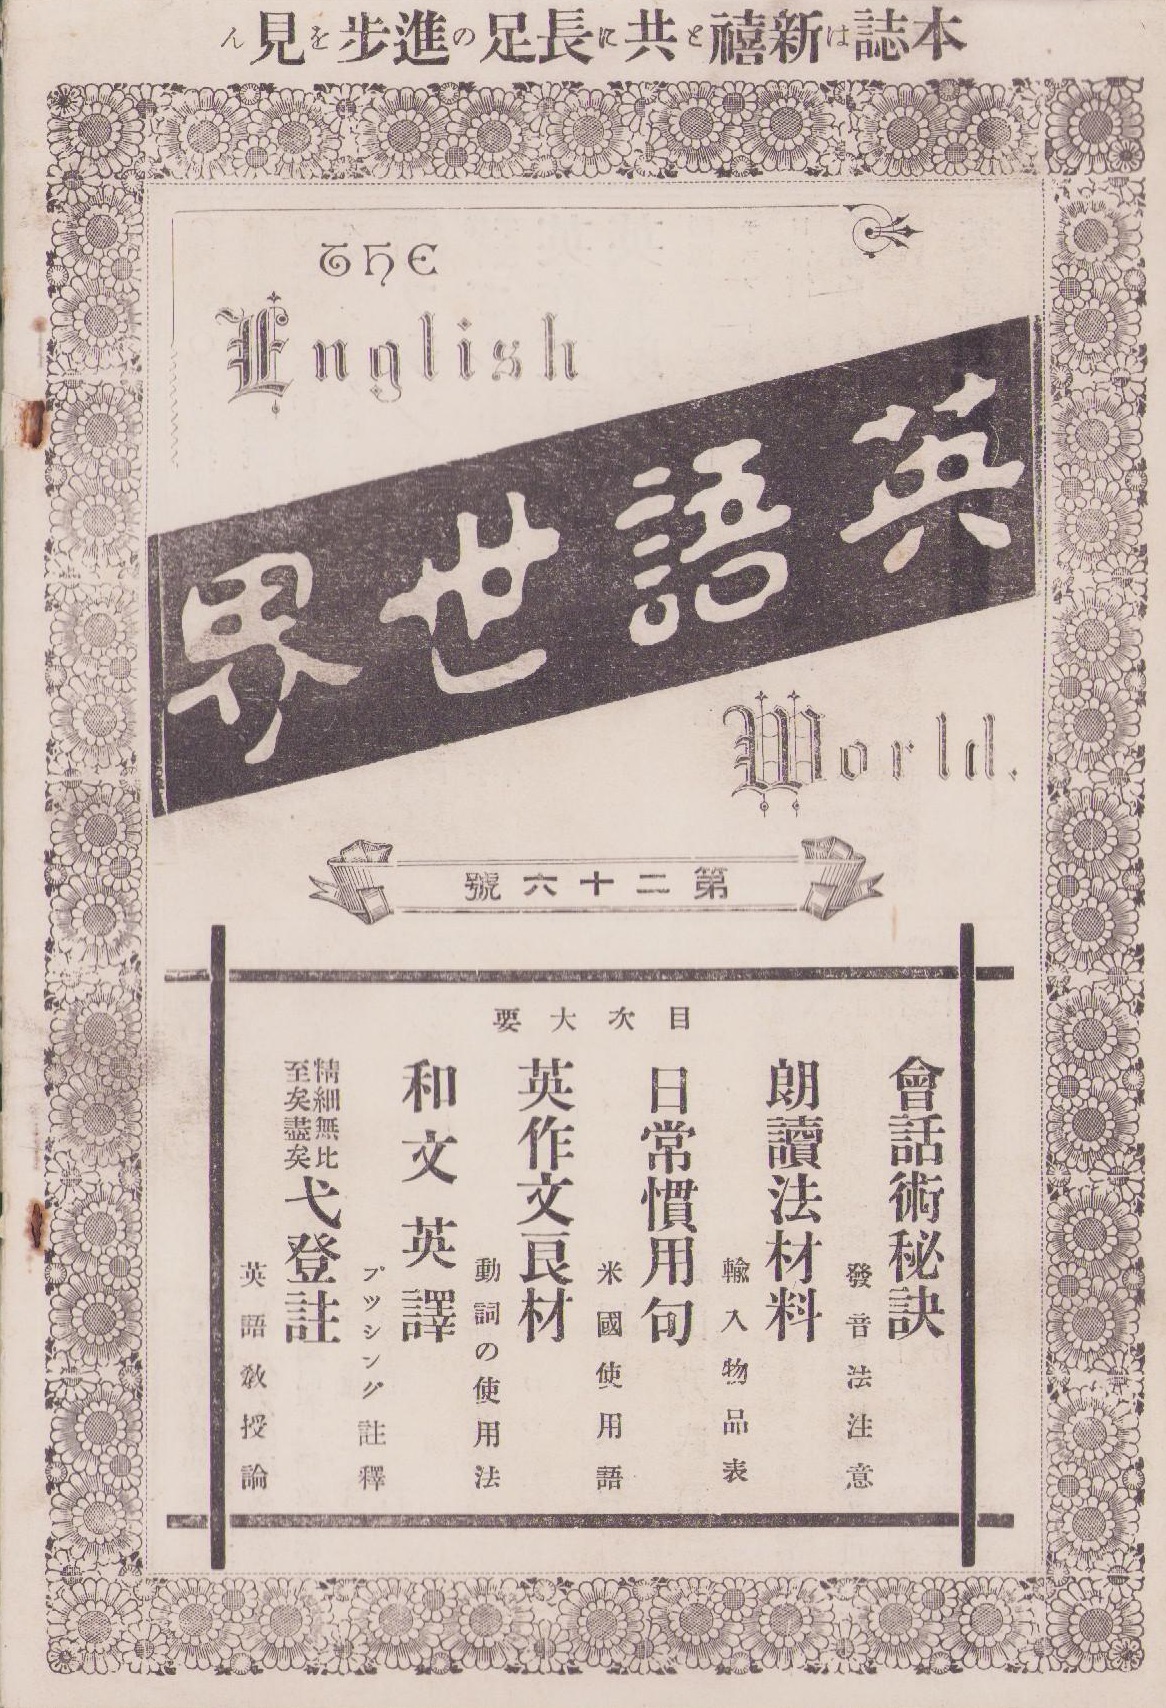 本誌は新禧と共に長足の進步を見ん
THE
English
英語世界
World.
第二十六號
目次大要
會話術秘訣
發音法注意
朗讀法材料
輸入物品表
日常慣用句
米國使用語
英作文良材
動詞の使用法
和文英譯
プッシング註釋
精細無比
至矣盡矣
弋登註
英語敎授論